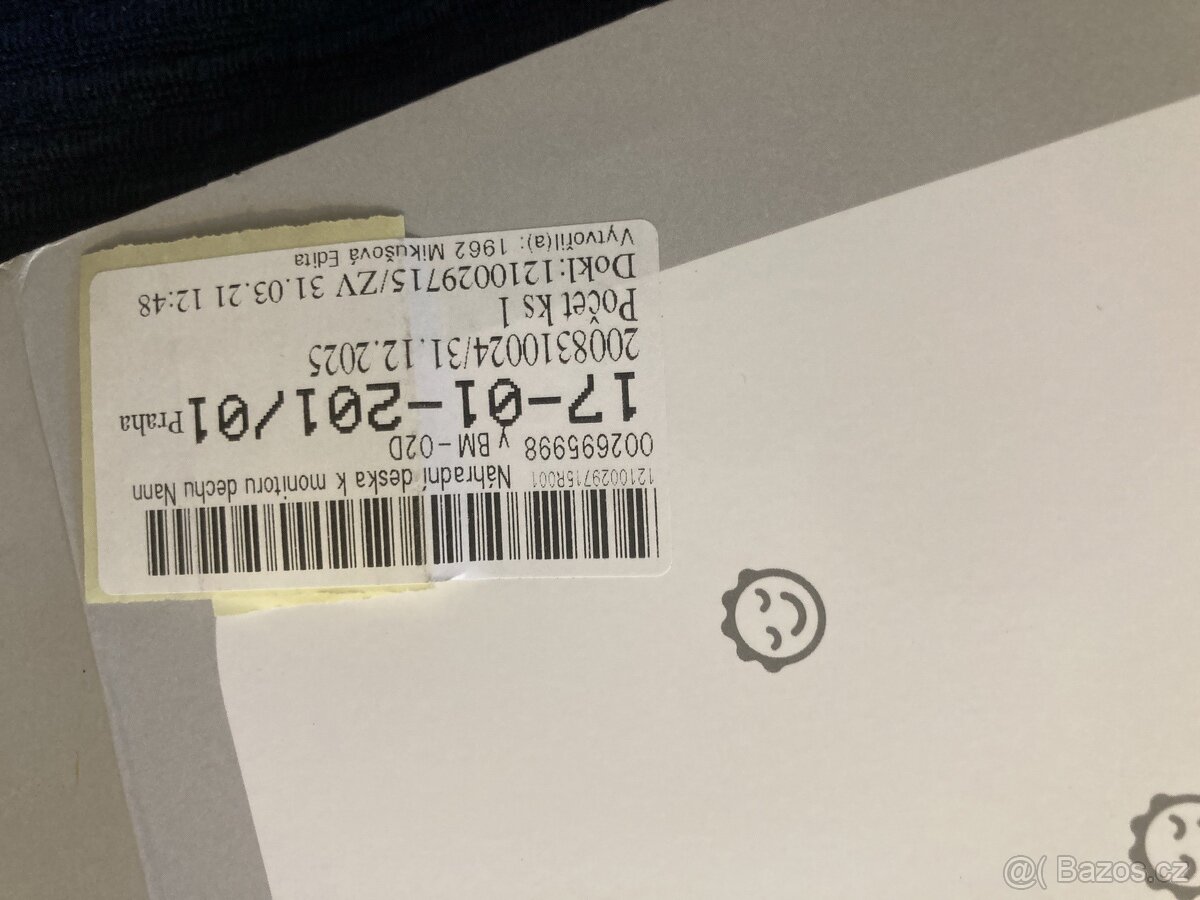 1210029715R001 Náhradní deska k monitoru dechu Nann
002695998 y BM-02D
17-01-201/01 Praha
2008310024/31.12.2025
Počet ks 1
Dokl:1210029715/ZV 31.03.21 12:48
Vytvořil(a): 1962 Mikušová Edita
@( Bazos.cz